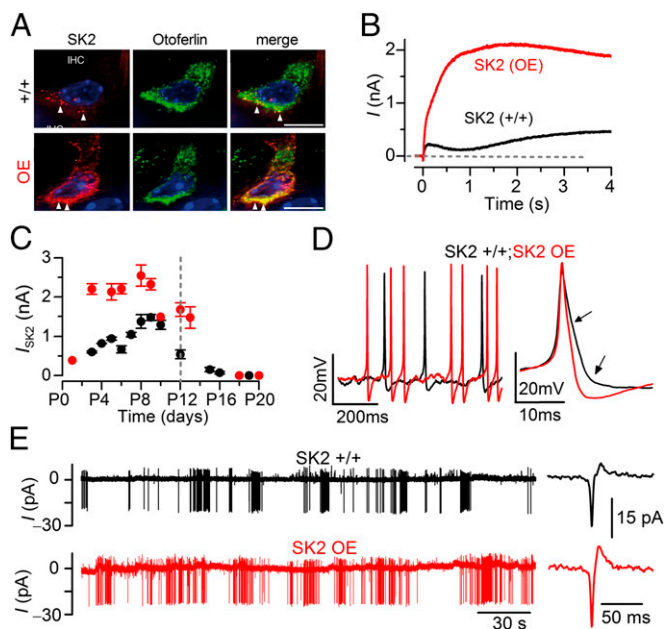 A
SK2
Otoferlin
merge
IHC
+/+
OE
B
I (nA)
2
1
0
SK2 (OE)
SK2 (+/+)
0 1 2 3 4
Time (s)
C
I SK2 (nA)
3
2
1
0
P0 P4 P8 P12 P16 P20
Time (days)
D
SK2 +/+;SK2 OE
20mV
200ms
20mV
10ms
E
SK2 +/+
I (pA)
0
−30
15 pA
SK2 OE
I (pA)
0
−30
30 s
50 ms